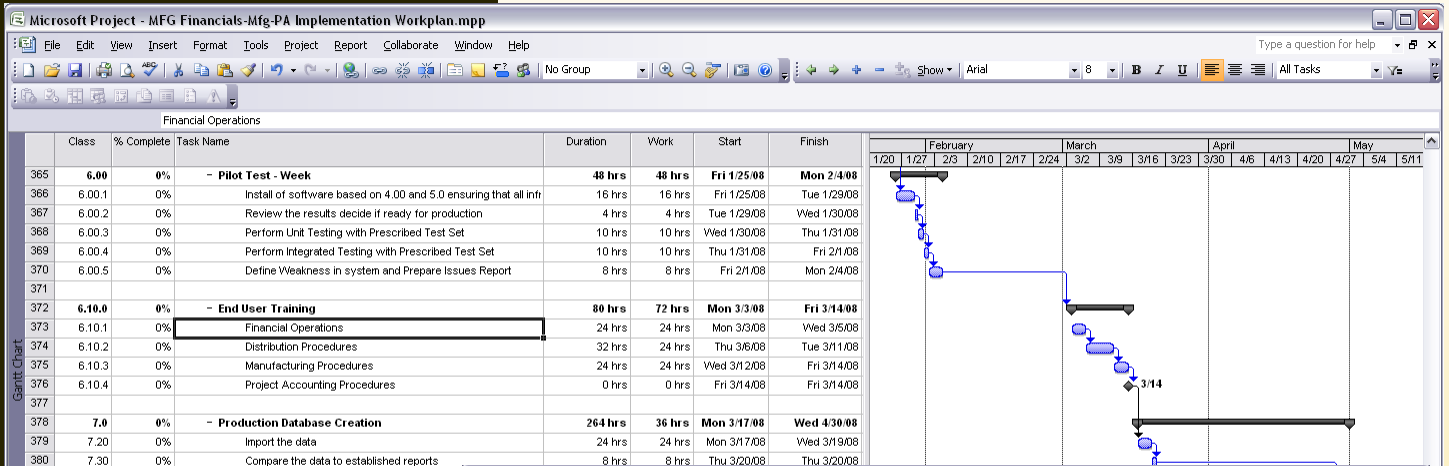 Microsoft Project - MFG Financials-Mfg-PA Implementation Workplan.mpp
File Edit View Insert Format Tools Project Report Collaborate Window Help Type a question for help
No Group Show Arial 8 B I U All Tasks
Financial Operations
Class % Complete Task Name Duration Work Start Finish February March April May
1/20 1/27 2/3 2/10 2/17 2/24 3/2 3/9 3/16 3/23 3/30 4/6 4/13 4/20 4/27 5/4 5/11
365 6.00 0% − Pilot Test - Week 48 hrs 48 hrs Fri 1/25/08 Mon 2/4/08
366 6.00.1 0% Install of software based on 4.00 and 5.0 ensuring that all infr 16 hrs 16 hrs Fri 1/25/08 Tue 1/29/08
367 6.00.2 0% Review the results decide if ready for production 4 hrs 4 hrs Tue 1/29/08 Wed 1/30/08
368 6.00.3 0% Perform Unit Testing with Prescribed Test Set 10 hrs 10 hrs Wed 1/30/08 Thu 1/31/08
369 6.00.4 0% Perform Integrated Testing with Prescribed Test Set 10 hrs 10 hrs Thu 1/31/08 Fri 2/1/08
370 6.00.5 0% Define Weakness in system and Prepare Issues Report 8 hrs 8 hrs Fri 2/1/08 Mon 2/4/08
371
372 6.10.0 0% − End User Training 80 hrs 72 hrs Mon 3/3/08 Fri 3/14/08
373 6.10.1 0% Financial Operations 24 hrs 24 hrs Mon 3/3/08 Wed 3/5/08
374 6.10.2 0% Distribution Procedures 32 hrs 24 hrs Thu 3/6/08 Tue 3/11/08
375 6.10.3 0% Manufacturing Procedures 24 hrs 24 hrs Wed 3/12/08 Fri 3/14/08
376 6.10.4 0% Project Accounting Procedures 0 hrs 0 hrs Fri 3/14/08 Fri 3/14/08 3/14
377
378 7.0 0% − Production Database Creation 264 hrs 36 hrs Mon 3/17/08 Wed 4/30/08
379 7.20 0% Import the data 24 hrs 24 hrs Mon 3/17/08 Wed 3/19/08
380 7.30 0% Compare the data to established reports 8 hrs 8 hrs Thu 3/20/08 Thu 3/20/08
Gantt Chart